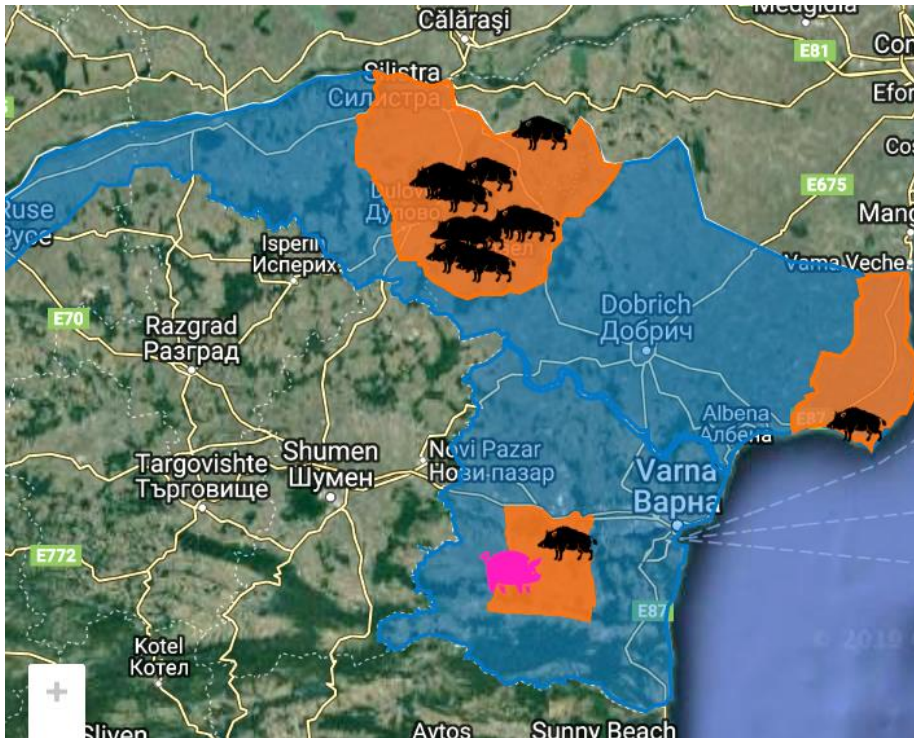 Călărași
Medgidia
E81
Con
Silistra
Силистра
Efor
Cos
E675
Ruse
Русе
Dulovo
Дулово
Mang
Isperih
Исперих
Vama Veche
E70
Dobrich
Добрич
Razgrad
Разград
E87
Albena
Албена
Shumen
Шумен
Novi Pazar
Нови пазар
Targovishte
Търговище
Varna
Варна
E772
E87
© 2019
Kotel
Котел
+
Sliven
Aytos
Sunny Beach